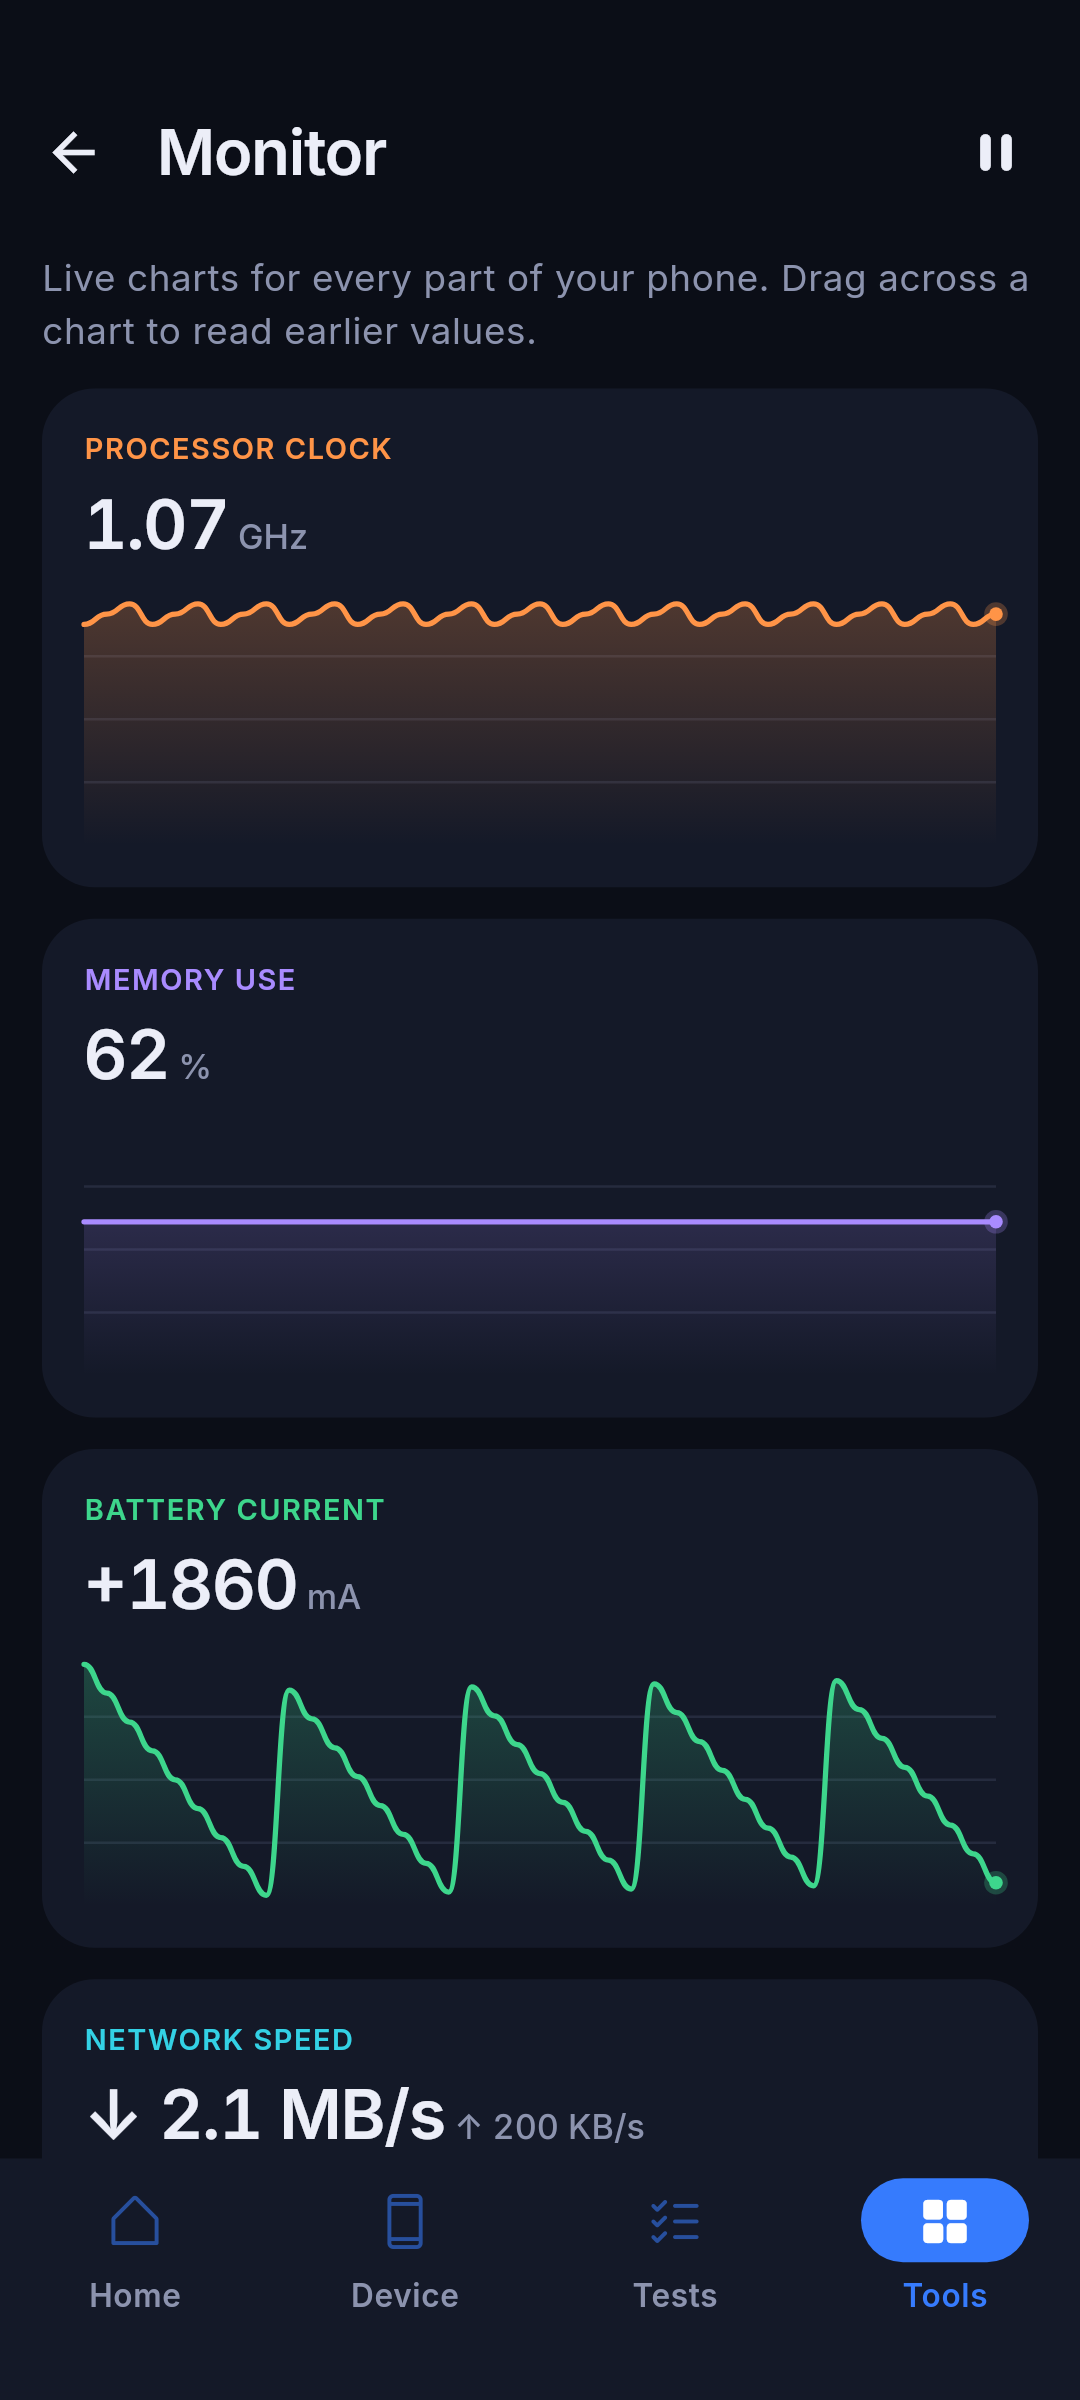 Monitor
Live charts for every part of your phone. Drag across a
chart to read earlier values.
PROCESSOR CLOCK
1.07 GHz
MEMORY USE
62 %
BATTERY CURRENT
+1860 mA
NETWORK SPEED
↓ 2.1 MB/s ↑ 200 KB/s
Home Device Tests Tools